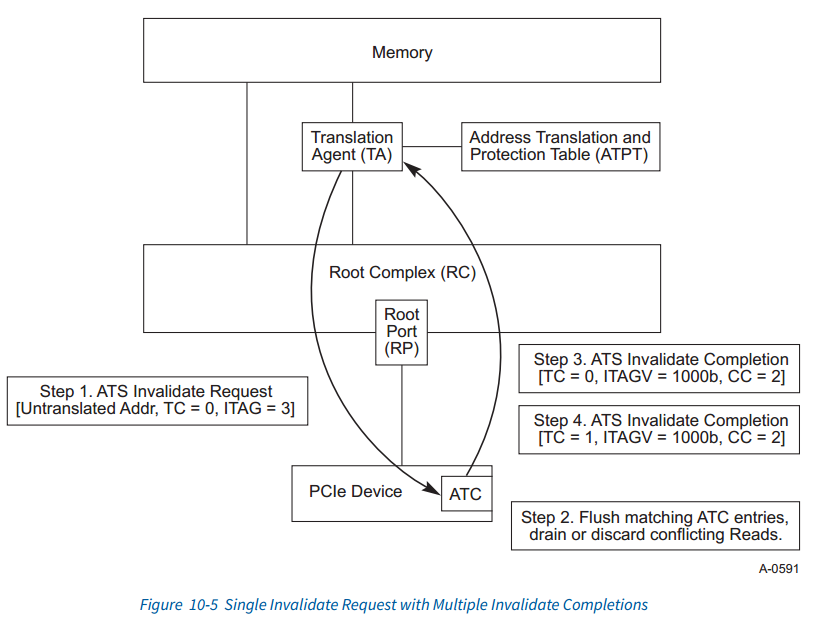 Memory
Translation
Agent (TA)
Address Translation and
Protection Table (ATPT)
Root Complex (RC)
Root
Port
(RP)
Step 1. ATS Invalidate Request
[Untranslated Addr, TC = 0, ITAG = 3]
Step 3. ATS Invalidate Completion
[TC = 0, ITAGV = 1000b, CC = 2]
Step 4. ATS Invalidate Completion
[TC = 1, ITAGV = 1000b, CC = 2]
PCIe Device
ATC
Step 2. Flush matching ATC entries,
drain or discard conflicting Reads.
A-0591
Figure 10-5 Single Invalidate Request with Multiple Invalidate Completions